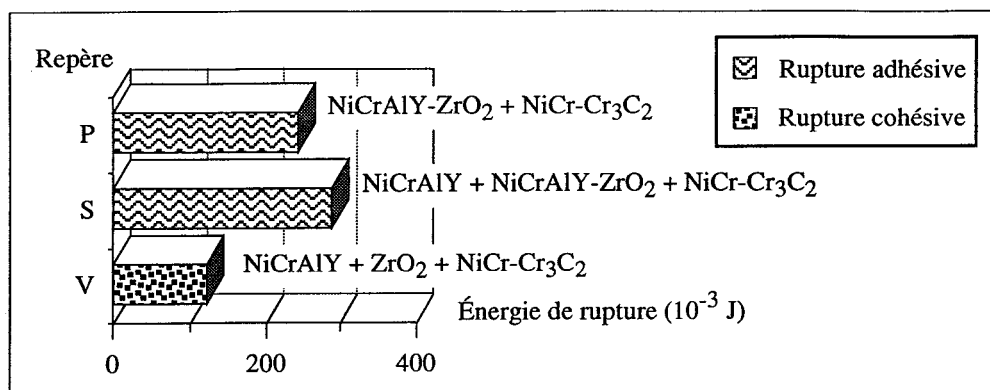 Repère
Rupture adhésive
Rupture cohésive
P
NiCrAlY-ZrO₂ + NiCr-Cr₃C₂
S
NiCrAlY + NiCrAlY-ZrO₂ + NiCr-Cr₃C₂
V
NiCrAlY + ZrO₂ + NiCr-Cr₃C₂
Énergie de rupture (10⁻³ J)
0 200 400